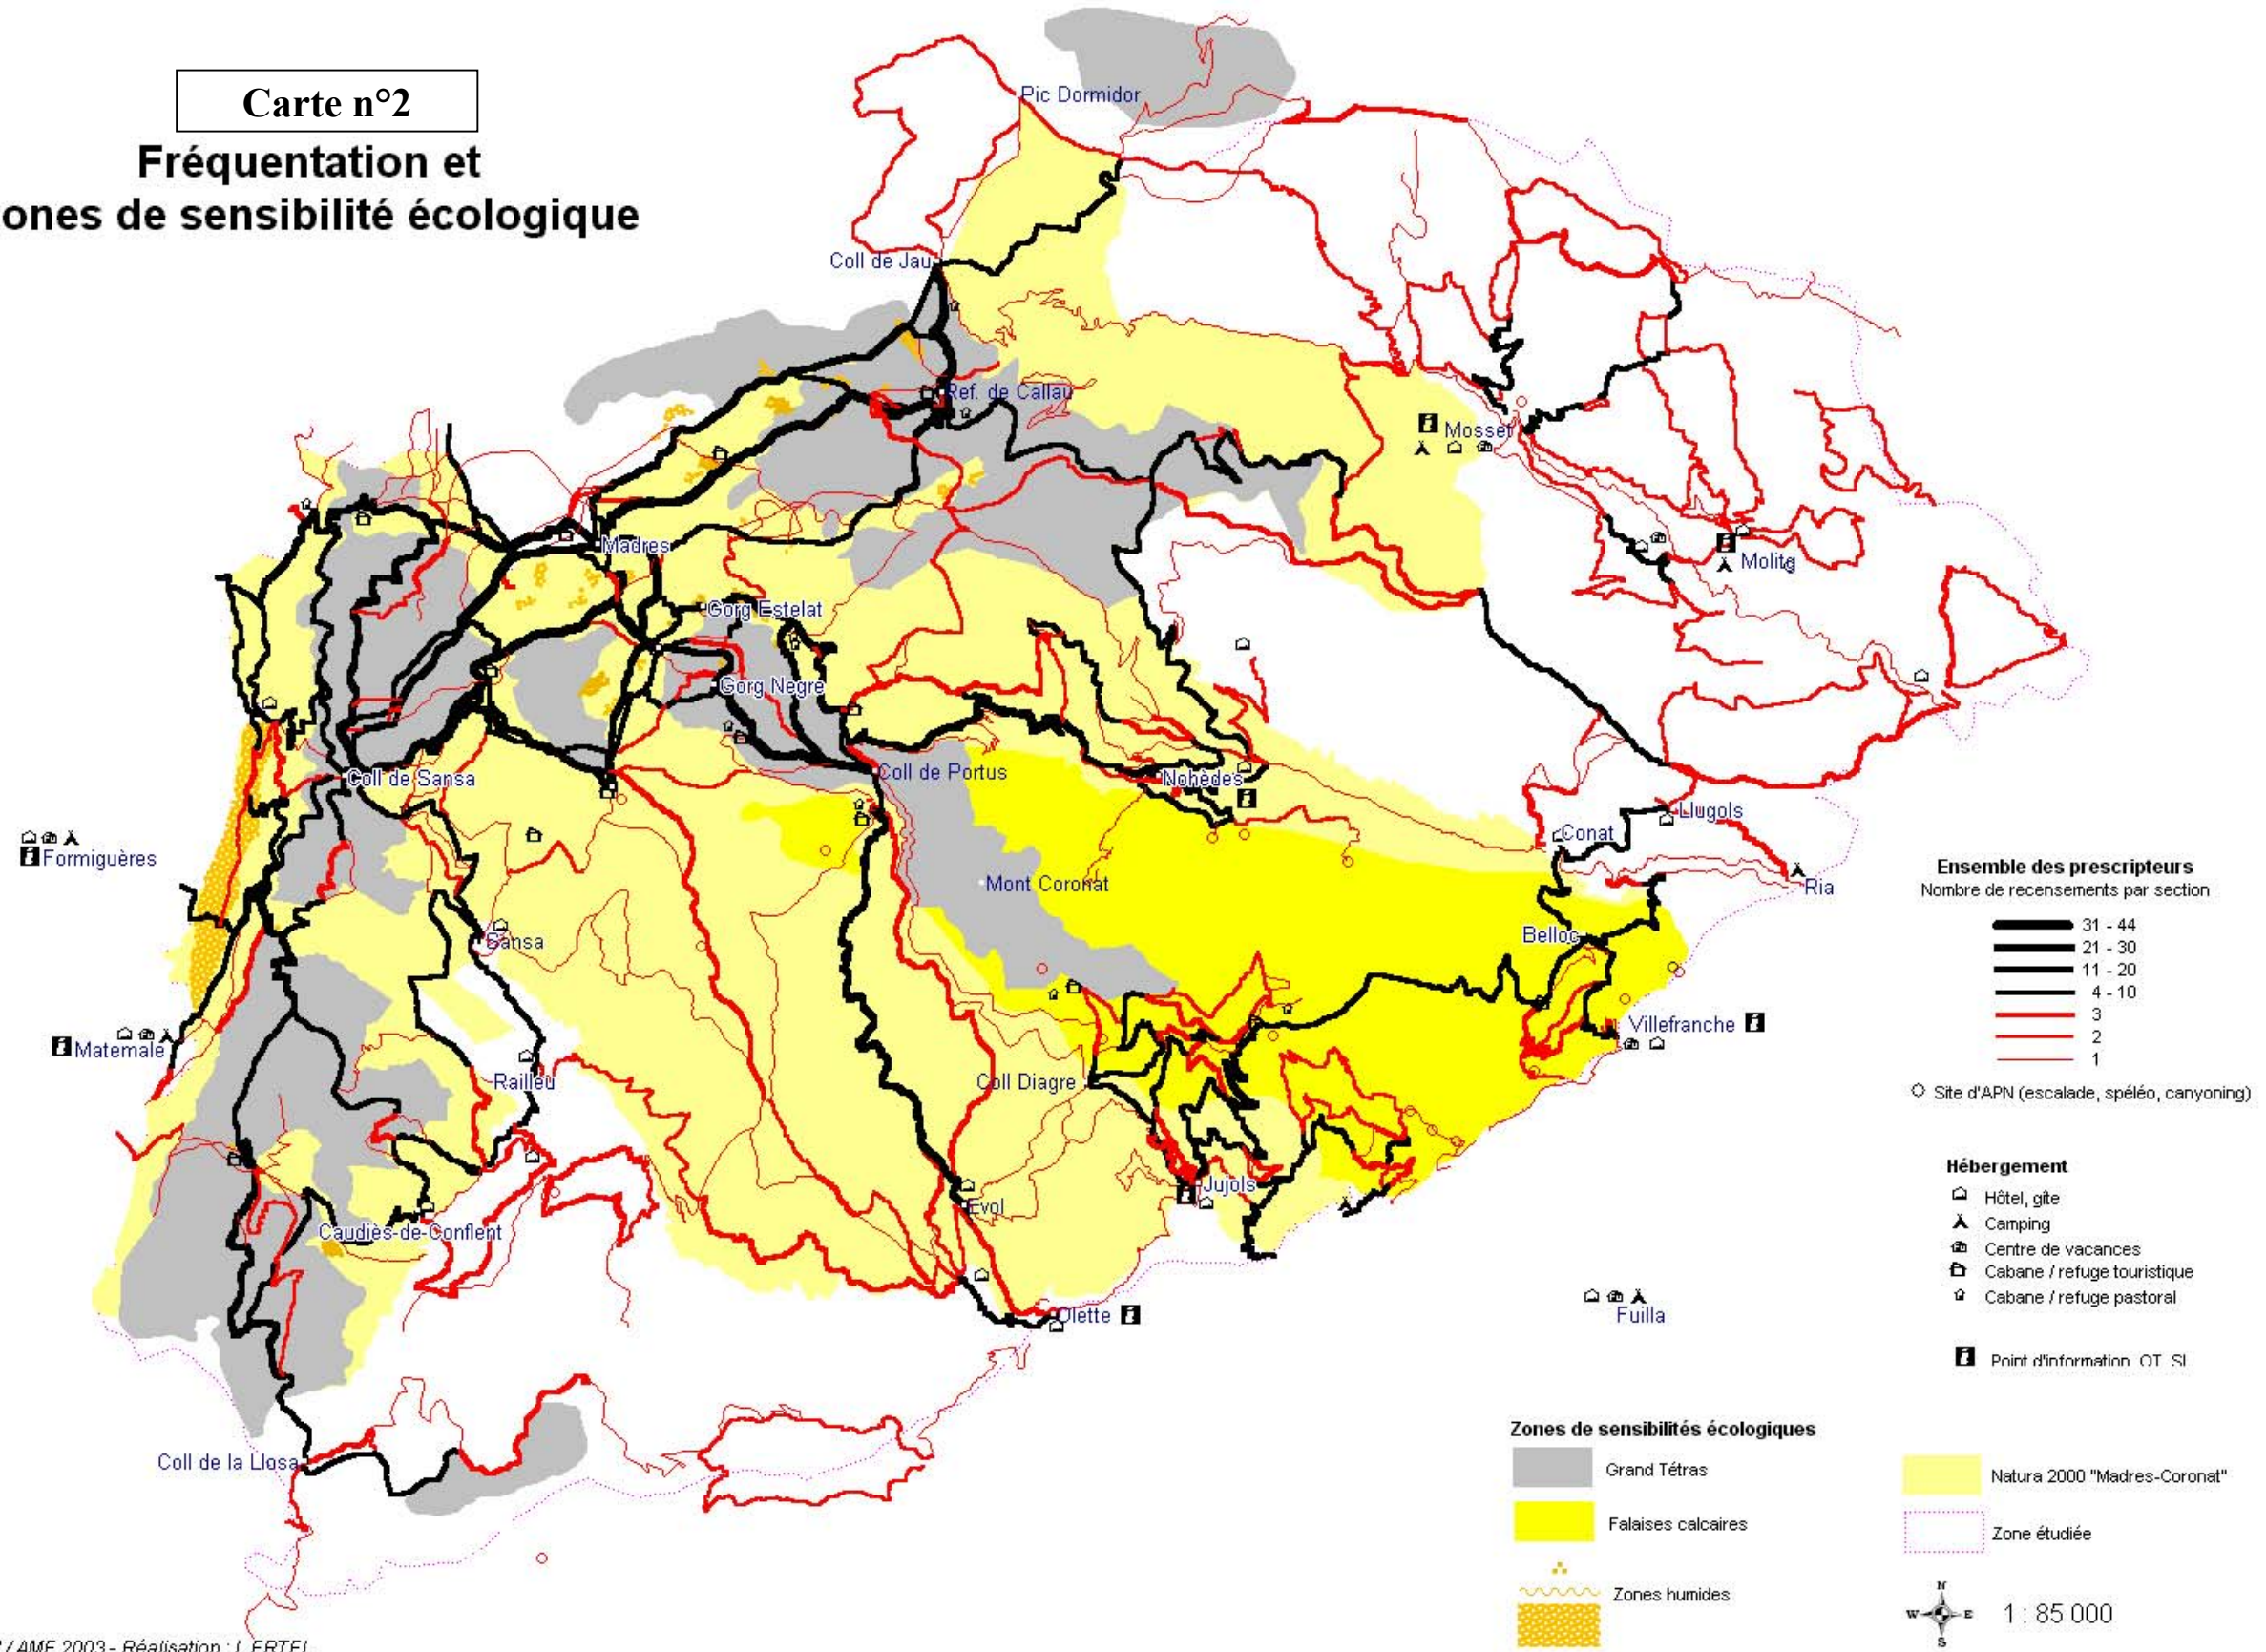 Carte n°2
Fréquentation et
ones de sensibilité écologique
Pic Dormidor
Coll de Jau
Ref. de Callau
Mosset
Madres
Molitg
Gorg Estelat
Gorg Negre
Coll de Sansa
Coll de Portus
Nohèdes
Llugols
Conat
Formiguères
Mont Coronat
Ria
Sansa
Belloc
Villefranche
Matemale
Railleu
Coll Diagre
Jujols
Evol
Caudiès-de-Conflent
Olette
Fuilla
Coll de la Llosa
Ensemble des prescripteurs
Nombre de recensements par section
31 - 44
21 - 30
11 - 20
4 - 10
3
2
1
Site d'APN (escalade, spéléo, canyoning)
Hébergement
Hôtel, gîte
Camping
Centre de vacances
Cabane / refuge touristique
Cabane / refuge pastoral
Point d'information OT SI
Zones de sensibilités écologiques
Grand Tétras
Falaises calcaires
Zones humides
Natura 2000 "Madres-Coronat"
Zone étudiée
N
W E
S
1 : 85 000
/ AME 2003 - Réalisation : L. ERTEL